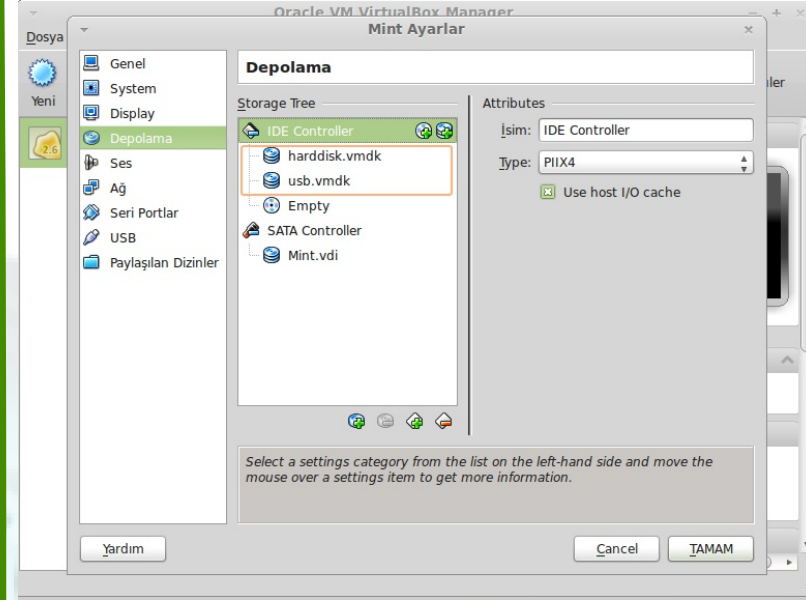 Oracle VM VirtualBox Manager
Mint Ayarlar
Dosya
Yeni
2.6
ler
Genel
System
Display
Depolama
Ses
Ağ
Seri Portlar
USB
Paylaşılan Dizinler
Depolama
Storage Tree
IDE Controller
harddisk.vmdk
usb.vmdk
Empty
SATA Controller
Mint.vdi
Attributes
İsim: IDE Controller
Type: PIIX4
Use host I/O cache
Select a settings category from the list on the left-hand side and move the
mouse over a settings item to get more information.
Yardım
Cancel
TAMAM